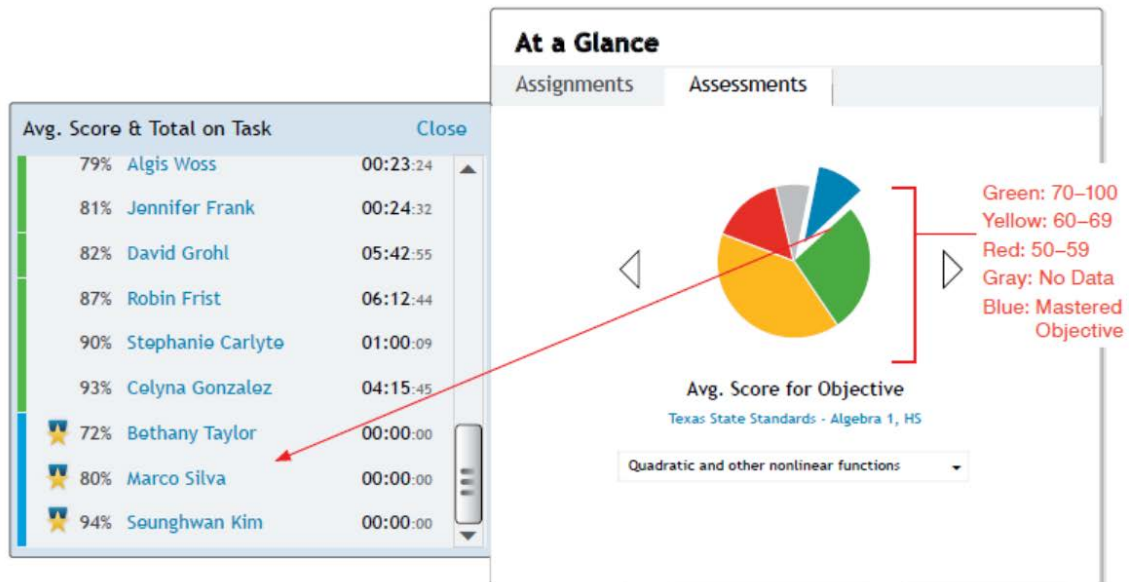 At a Glance
Assignments Assessments
Avg. Score & Total on Task Close
79% Algis Woss 00:23:24
81% Jennifer Frank 00:24:32
82% David Grohl 05:42:55
87% Robin Frist 06:12:44
90% Stephanie Carlyte 01:00:09
93% Celyna Gonzalez 04:15:45
72% Bethany Taylor 00:00:00
80% Marco Silva 00:00:00
94% Seunghwan Kim 00:00:00
Green: 70–100
Yellow: 60–69
Red: 50–59
Gray: No Data
Blue: Mastered
Objective
Avg. Score for Objective
Texas State Standards - Algebra 1, HS
Quadratic and other nonlinear functions